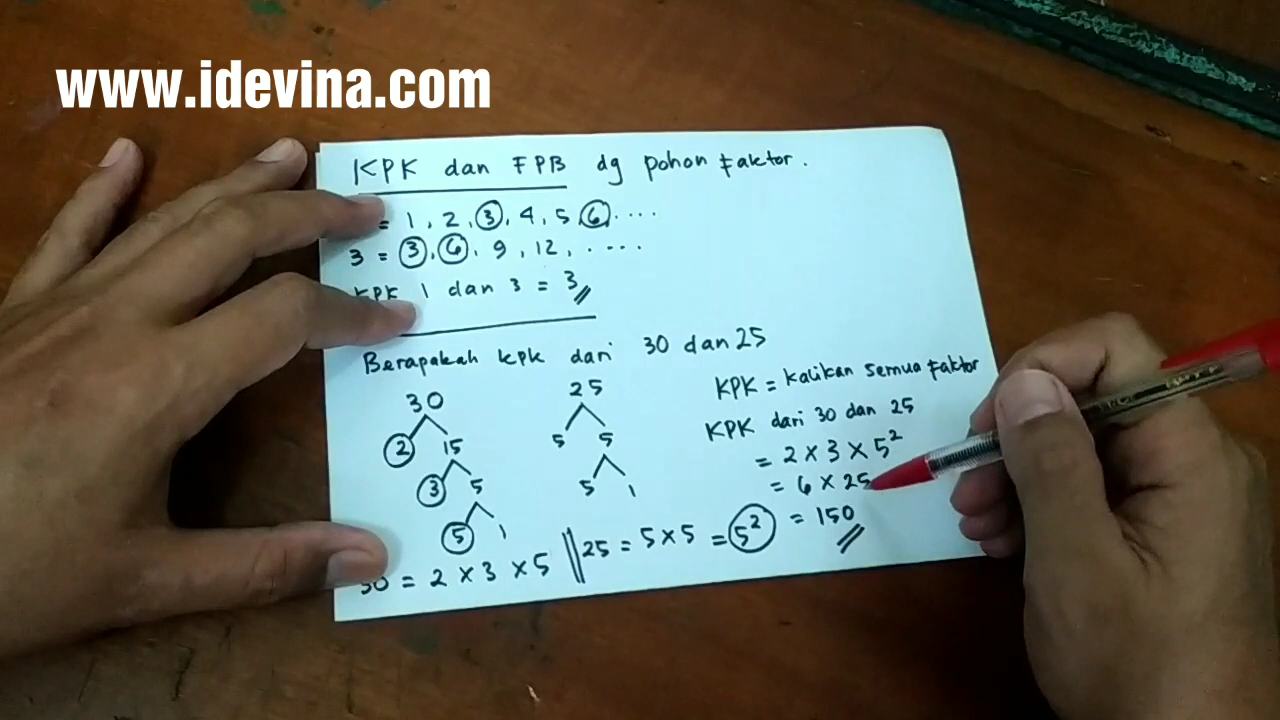 www.idevina.com
KPK dan FPB dg pohon faktor.
= 1, 2, 3, 4, 5, 6, ....
3 = 3, 6, 9, 12, ....
KPK 1 dan 3 = 3
Berapakah kpk dari 30 dan 25
30
2 15
3 5
5 1
30 = 2 x 3 x 5
25
5 5
5 1
25 = 5 x 5 = 5²
KPK = kalikan semua faktor
KPK dari 30 dan 25
= 2 x 3 x 5²
= 6 x 25
= 150